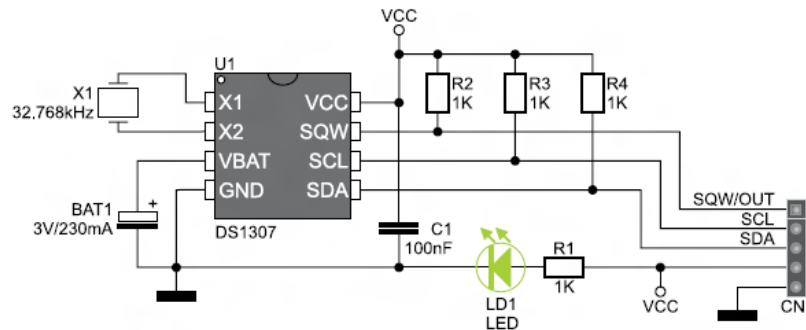 VCC
U1
X1
32.768kHz
X1
X2
VBAT
GND
VCC
SQW
SCL
SDA
DS1307
R2
1K
R3
1K
R4
1K
BAT1
3V/230mA
+
C1
100nF
SQW/OUT
SCL
SDA
R1
1K
LD1
LED
VCC
CN